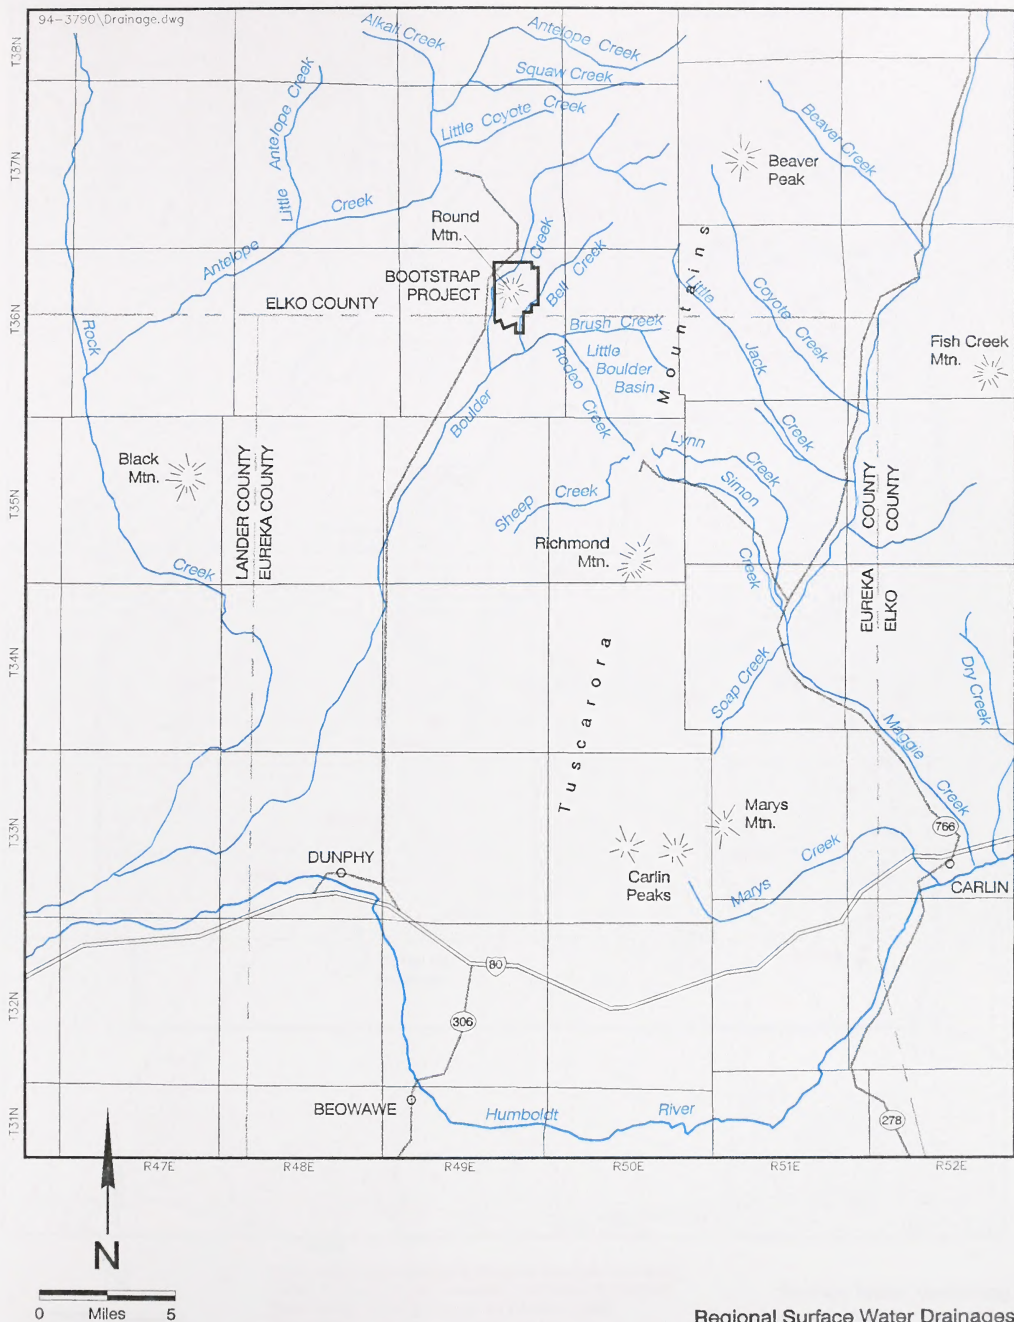 94-3790\Drainage.dwg
T38N
T37N
T36N
T35N
T34N
T33N
T32N
T31N
Alkali Creek
Antelope Creek
Squaw Creek
Little Coyote Creek
Little Antelope Creek
Antelope Creek
Beaver Creek
Beaver
Peak
Round
Mtn.
Creek
Bell Creek
BOOTSTRAP
PROJECT
ELKO COUNTY
Rock
Brush Creek
Little
Boulder
Basin
Rodeo Creek
Boulder
Little Jack Creek
Coyote Creek
Fish Creek
Mtn.
Mountains
Black
Mtn.
LANDER COUNTY
EUREKA COUNTY
Lynn Creek
Simon Creek
Sheep Creek
COUNTY
COUNTY
Richmond
Mtn.
Creek
EUREKA
ELKO
Tuscarora
Soap Creek
Dry Creek
Maggie Creek
Marys
Mtn.
766
DUNPHY
Carlin
Peaks
Marys Creek
CARLIN
80
306
BEOWAWE
Humboldt River
278
R47E
R48E
R49E
R50E
R51E
R52E
N
0 Miles 5
Regional Surface Water Drainages